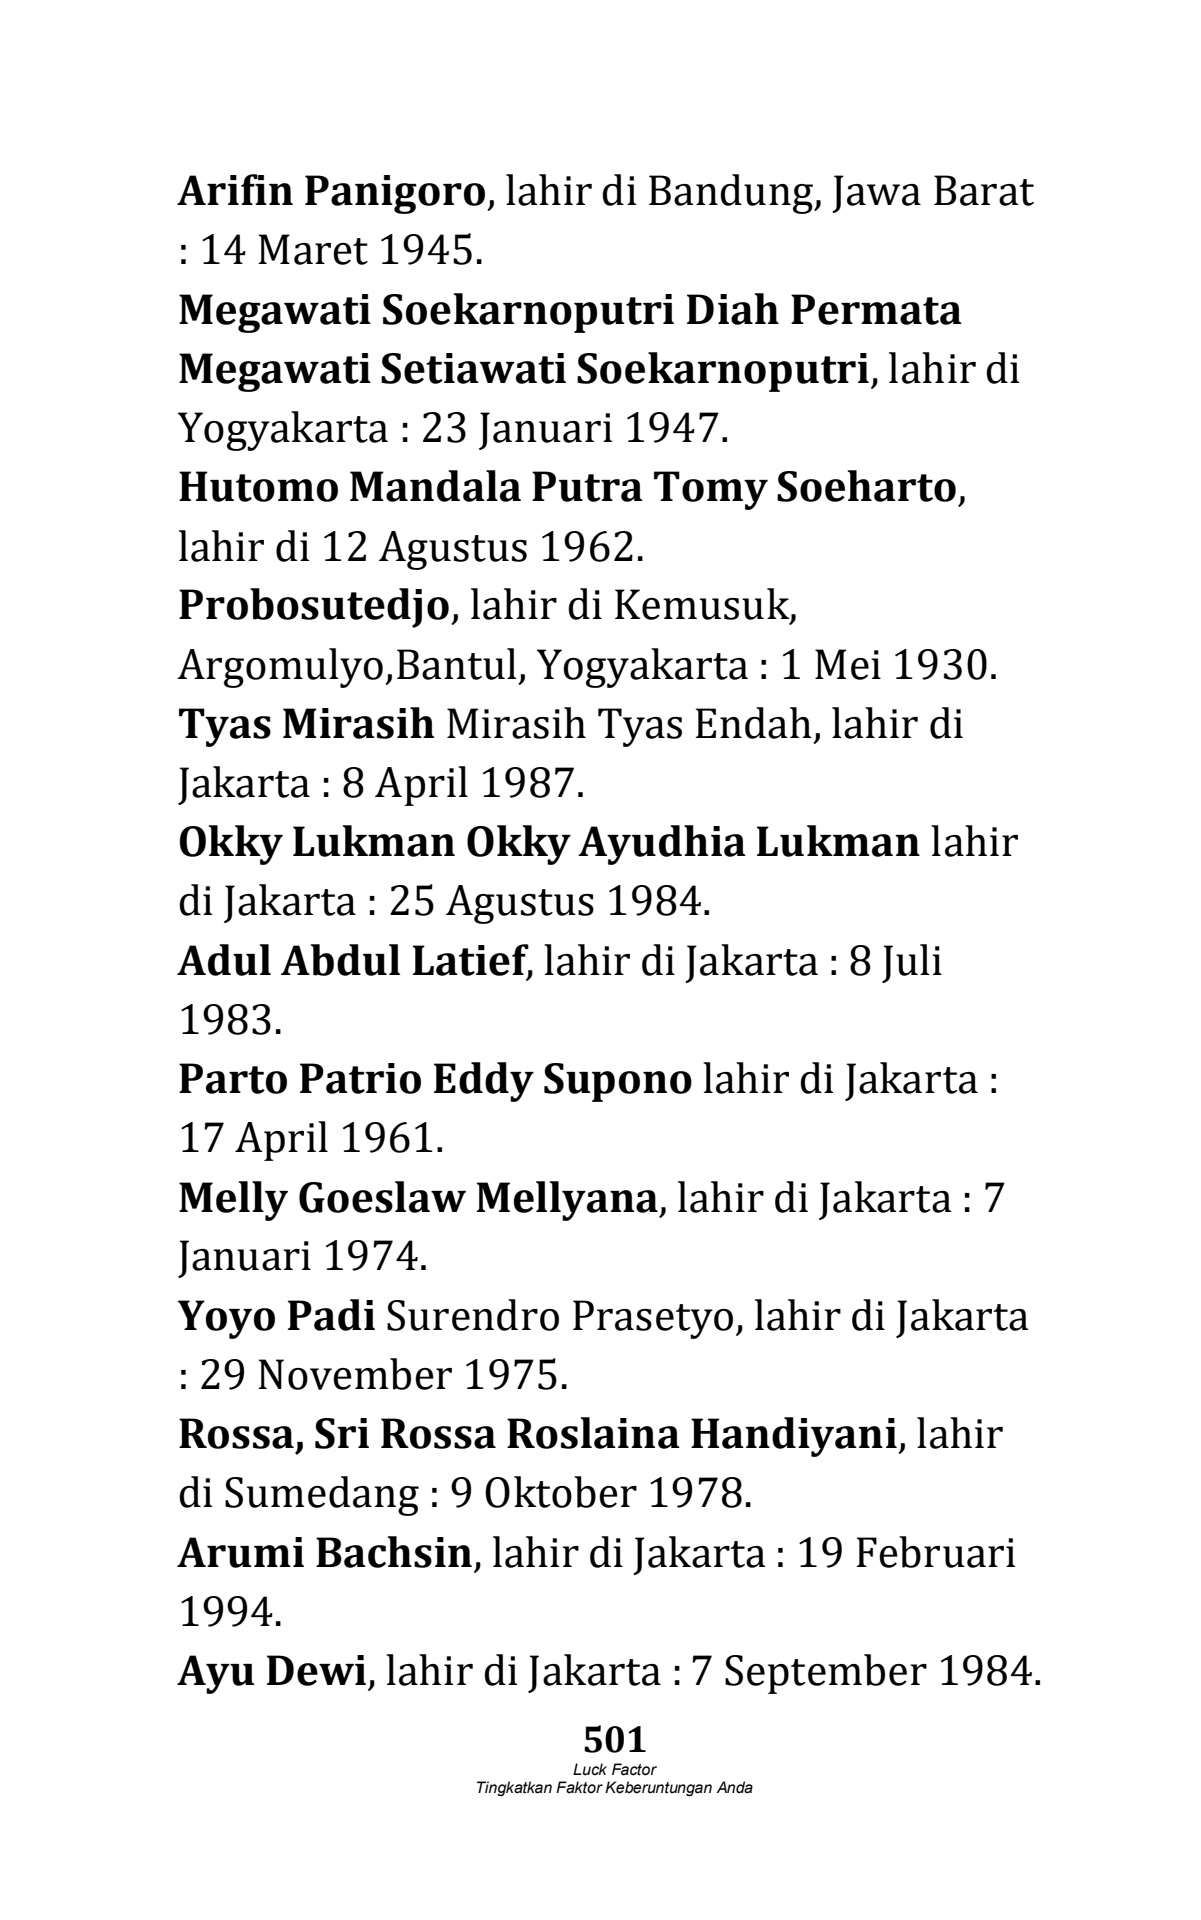 Arifin Panigoro, lahir di Bandung, Jawa Barat
: 14 Maret 1945.
Megawati Soekarnoputri Diah Permata
Megawati Setiawati Soekarnoputri, lahir di
Yogyakarta : 23 Januari 1947.
Hutomo Mandala Putra Tomy Soeharto,
lahir di 12 Agustus 1962.
Probosutedjo, lahir di Kemusuk,
Argomulyo,Bantul, Yogyakarta : 1 Mei 1930.
Tyas Mirasih Mirasih Tyas Endah, lahir di
Jakarta : 8 April 1987.
Okky Lukman Okky Ayudhia Lukman lahir
di Jakarta : 25 Agustus 1984.
Adul Abdul Latief, lahir di Jakarta : 8 Juli
1983.
Parto Patrio Eddy Supono lahir di Jakarta :
17 April 1961.
Melly Goeslaw Mellyana, lahir di Jakarta : 7
Januari 1974.
Yoyo Padi Surendro Prasetyo, lahir di Jakarta
: 29 November 1975.
Rossa, Sri Rossa Roslaina Handiyani, lahir
di Sumedang : 9 Oktober 1978.
Arumi Bachsin, lahir di Jakarta : 19 Februari
1994.
Ayu Dewi, lahir di Jakarta : 7 September 1984.
501
Luck Factor
Tingkatkan Faktor Keberuntungan Anda